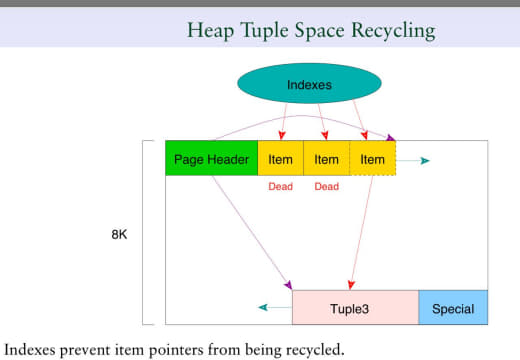 Heap Tuple Space Recycling
Indexes
Page Header Item Item Item
Dead Dead
8K
Tuple3 Special
Indexes prevent item pointers from being recycled.